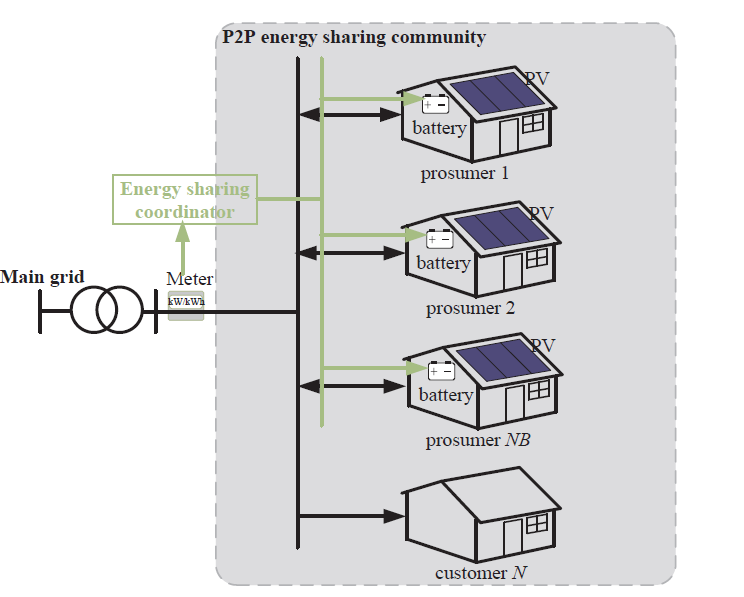 P2P energy sharing community
PV
battery
prosumer 1
Energy sharing
coordinator
PV
battery
prosumer 2
Main grid
Meter
kW/kWh
PV
battery
prosumer NB
customer N